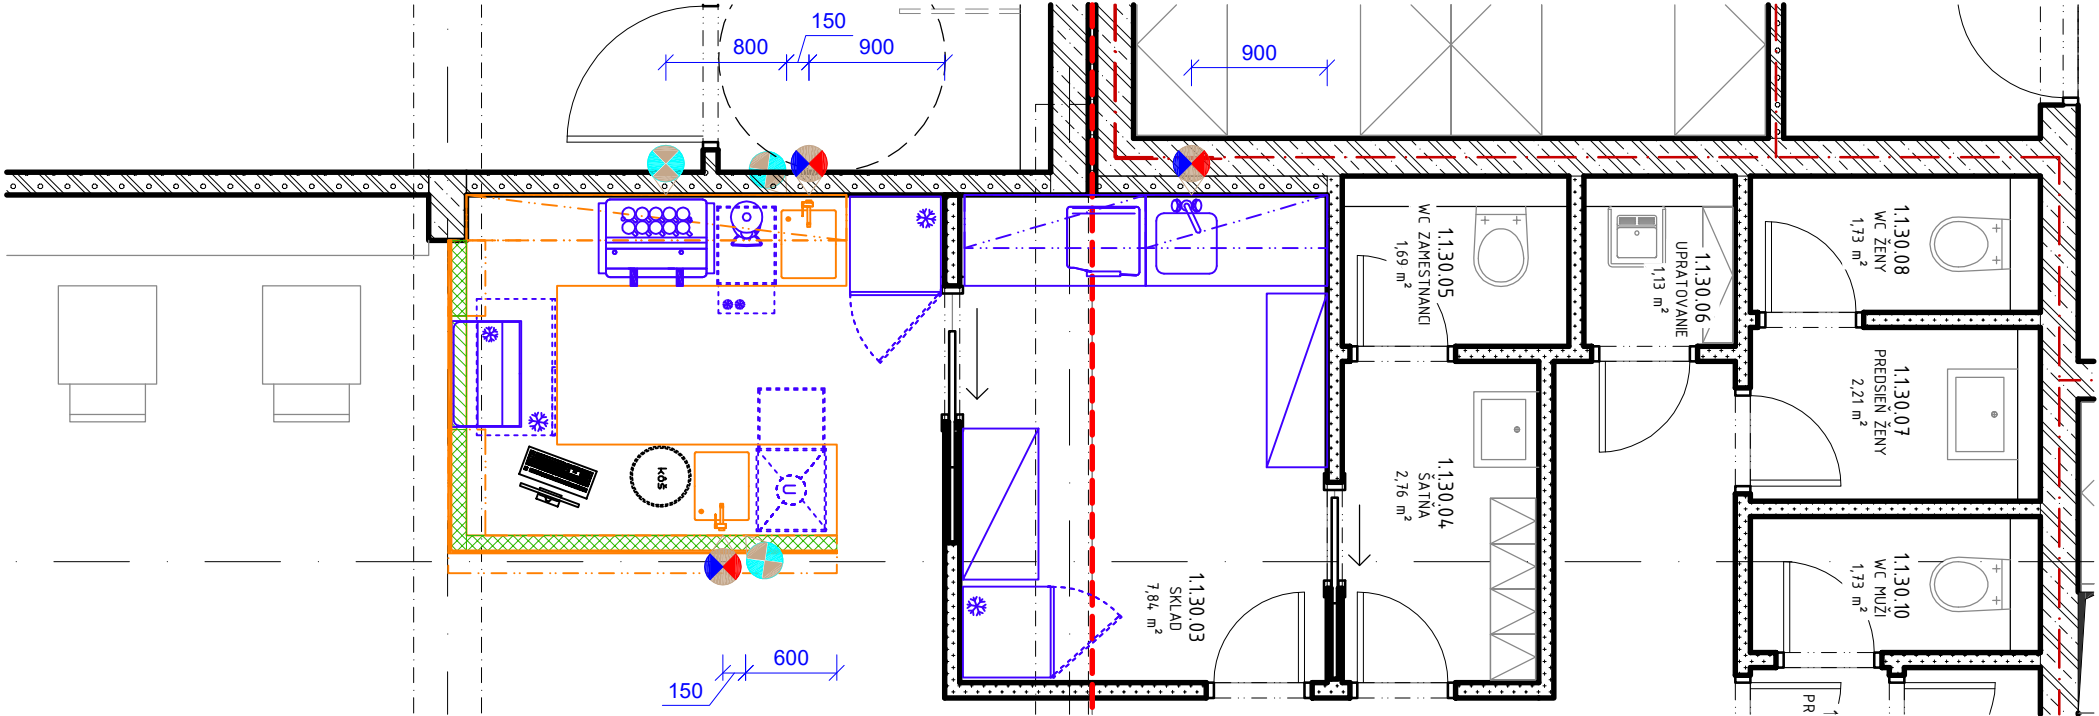 150
800
900
900
1.1.30.05
WC ZAMESTNANCI
1,69 m²
1.1.30.06
UPRATOVANIE
1,13 m²
1.1.30.08
WC ŽENY
1,73 m²
1.1.30.07
PREDSIEŇ ŽENY
2,21 m²
kôš
U
1.1.30.04
ŠATŇA
2,76 m²
1.1.30.03
SKLAD
7,84 m²
1.1.30.10
WC MUŽI
1,73 m²
600
150
PR